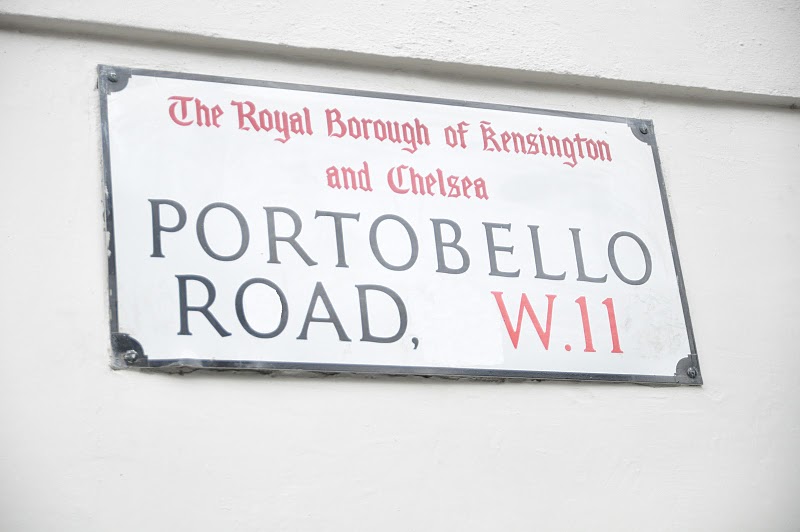 The Royal Borough of Kensington
and Chelsea
PORTOBELLO
ROAD, W.11